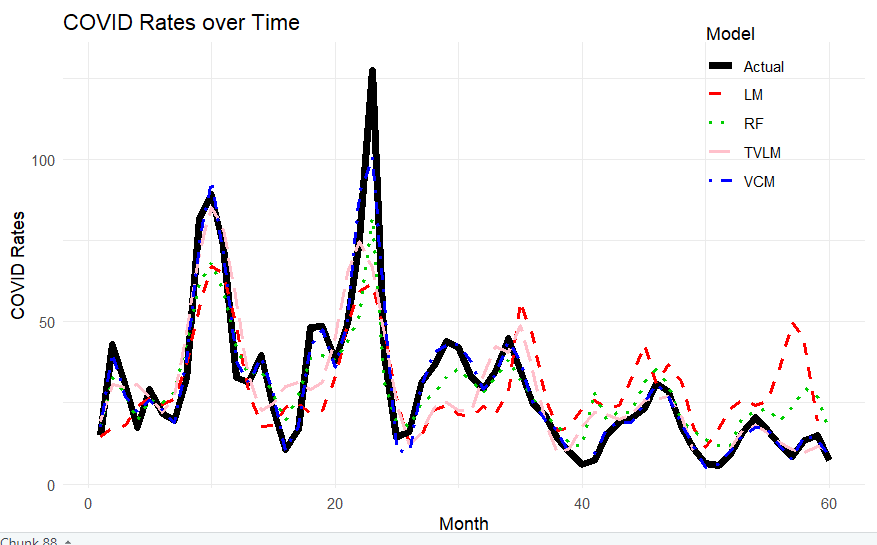 COVID Rates over Time
Model
Actual
LM
RF
TVLM
VCM
COVID Rates
100
50
0
0
20
40
60
Month
Chunk 88